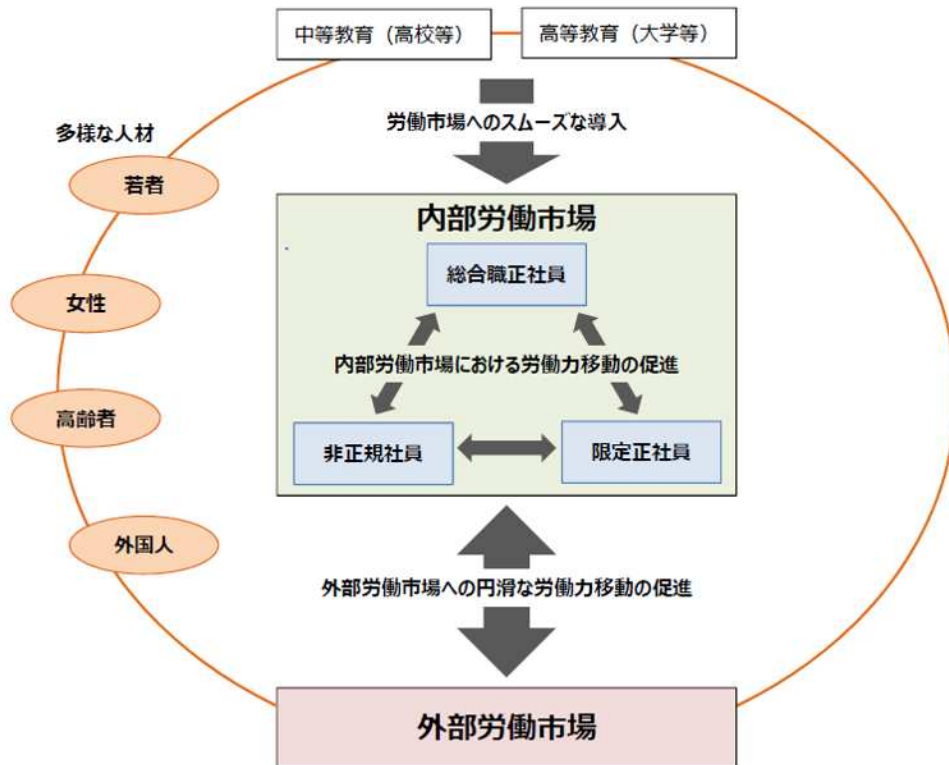 中等教育（高校等）
高等教育（大学等）
労働市場へのスムーズな導入
多様な人材
若者
女性
高齢者
外国人
内部労働市場
総合職正社員
内部労働市場における労働力移動の促進
非正規社員
限定正社員
外部労働市場への円滑な労働力移動の促進
外部労働市場